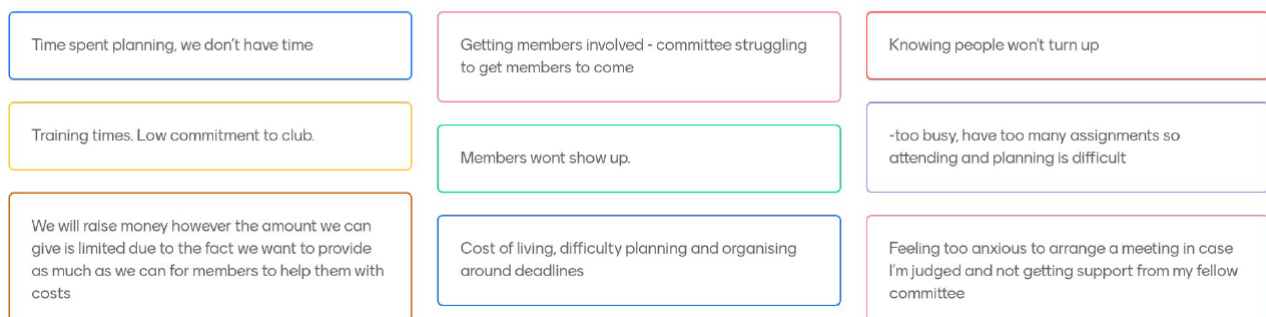 Time spent planning, we don't have time
Training times. Low commitment to club.
We will raise money however the amount we can
give is limited due to the fact we want to provide
as much as we can for members to help them with
costs
Getting members involved - committee struggling
to get members to come
Members wont show up.
Cost of living, difficulty planning and organising
around deadlines
Knowing people won't turn up
-too busy, have too many assignments so
attending and planning is difficult
Feeling too anxious to arrange a meeting in case
I'm judged and not getting support from my fellow
committee